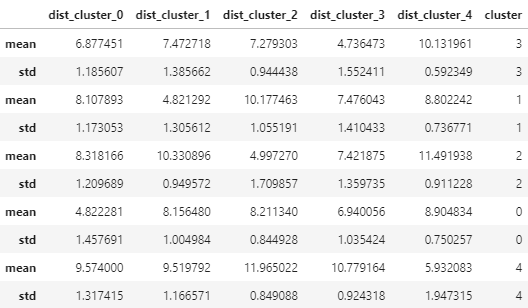 dist_cluster_0 dist_cluster_1 dist_cluster_2 dist_cluster_3 dist_cluster_4 cluster
mean 6.877451 7.472718 7.279303 4.736473 10.131961 3
std 1.185607 1.385662 0.944438 1.552411 0.592349 3
mean 8.107893 4.821292 10.177463 7.476043 8.802242 1
std 1.173053 1.305612 1.055191 1.410433 0.736771 1
mean 8.318166 10.330896 4.997270 7.421875 11.491938 2
std 1.209689 0.949572 1.709857 1.359735 0.911228 2
mean 4.822281 8.156480 8.211340 6.940056 8.904834 0
std 1.457691 1.004984 0.844928 1.035424 0.750257 0
mean 9.574000 9.519792 11.965022 10.779164 5.932083 4
std 1.317415 1.166571 0.849088 0.924318 1.947315 4